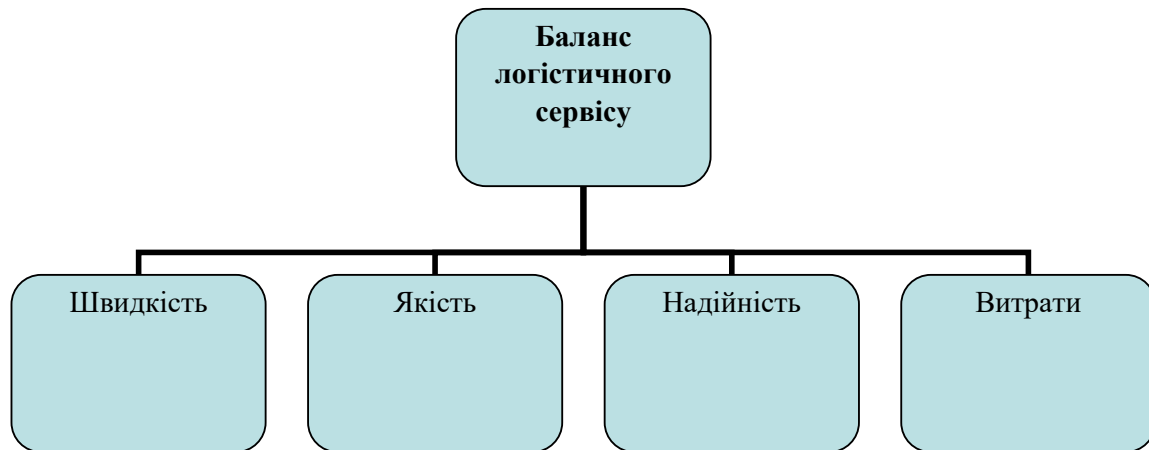 Баланс
логістичного
сервісу
Швидкість
Якість
Надійність
Витрати